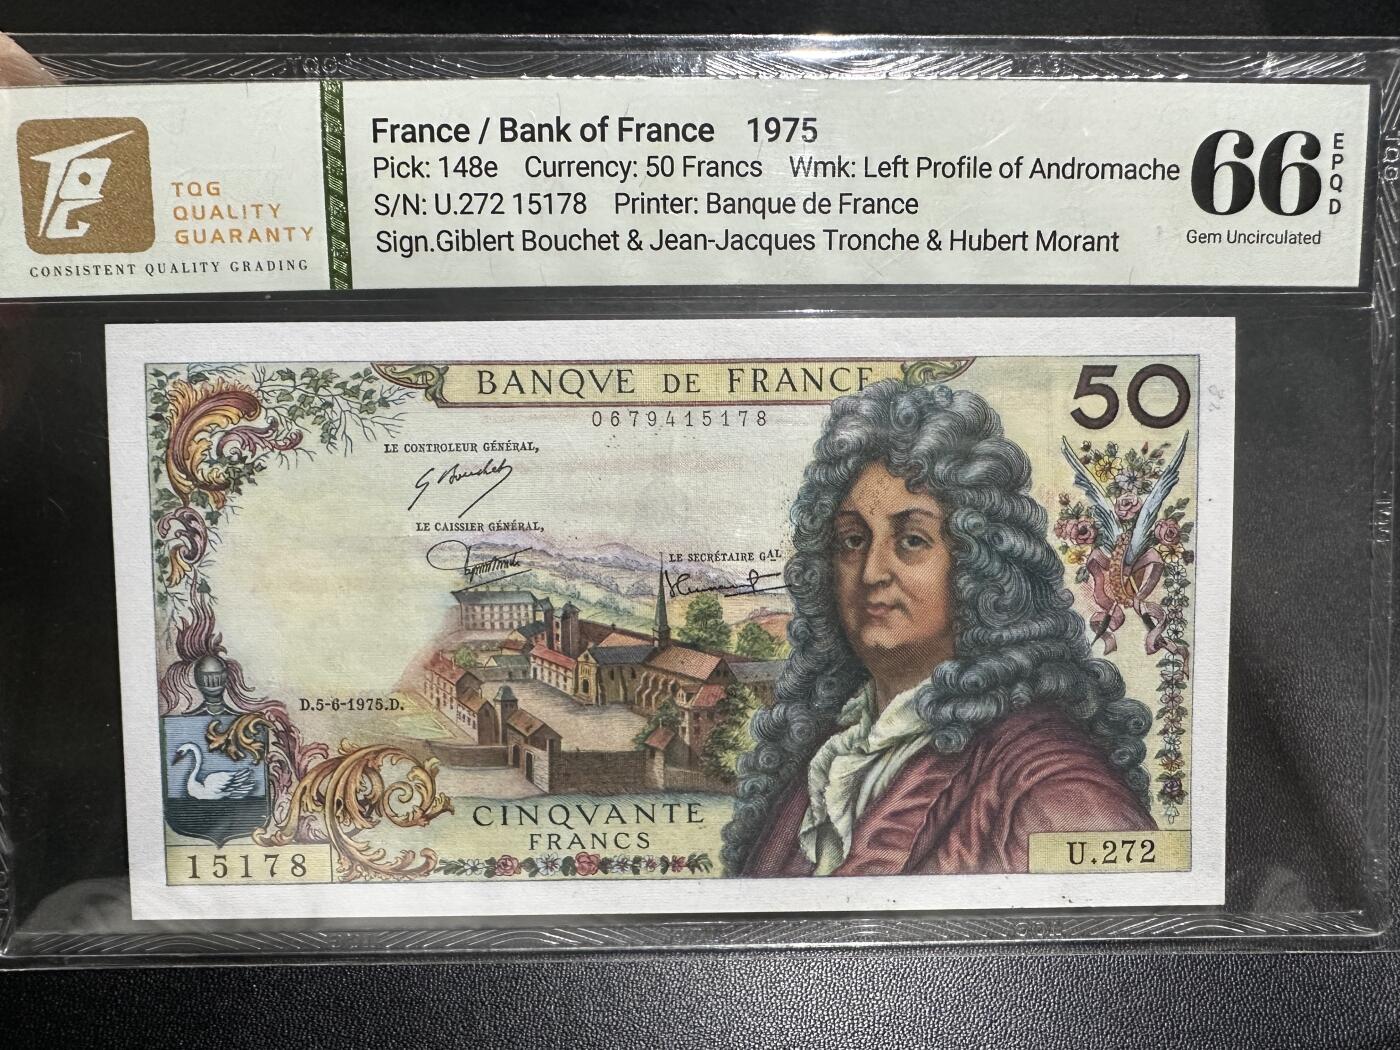 France / Bank of France 1975
Pick: 148e Currency: 50 Francs Wmk: Left Profile of Andromache
S/N: U.272 15178 Printer: Banque de France
Sign.Giblert Bouchet & Jean-Jacques Tronche & Hubert Morant
66
EPQD
Gem Uncirculated
TQG
QUALITY
GUARANTY
CONSISTENT QUALITY GRADING
BANQVE DE FRANCE
50
0679415178
LE CONTROLEUR GÉNÉRAL,
G Bouchet
LE CAISSIER GÉNÉRAL,
LE SECRÉTAIRE GAL
D.5-6-1975.D.
CINQVANTE
FRANCS
15178
U.272